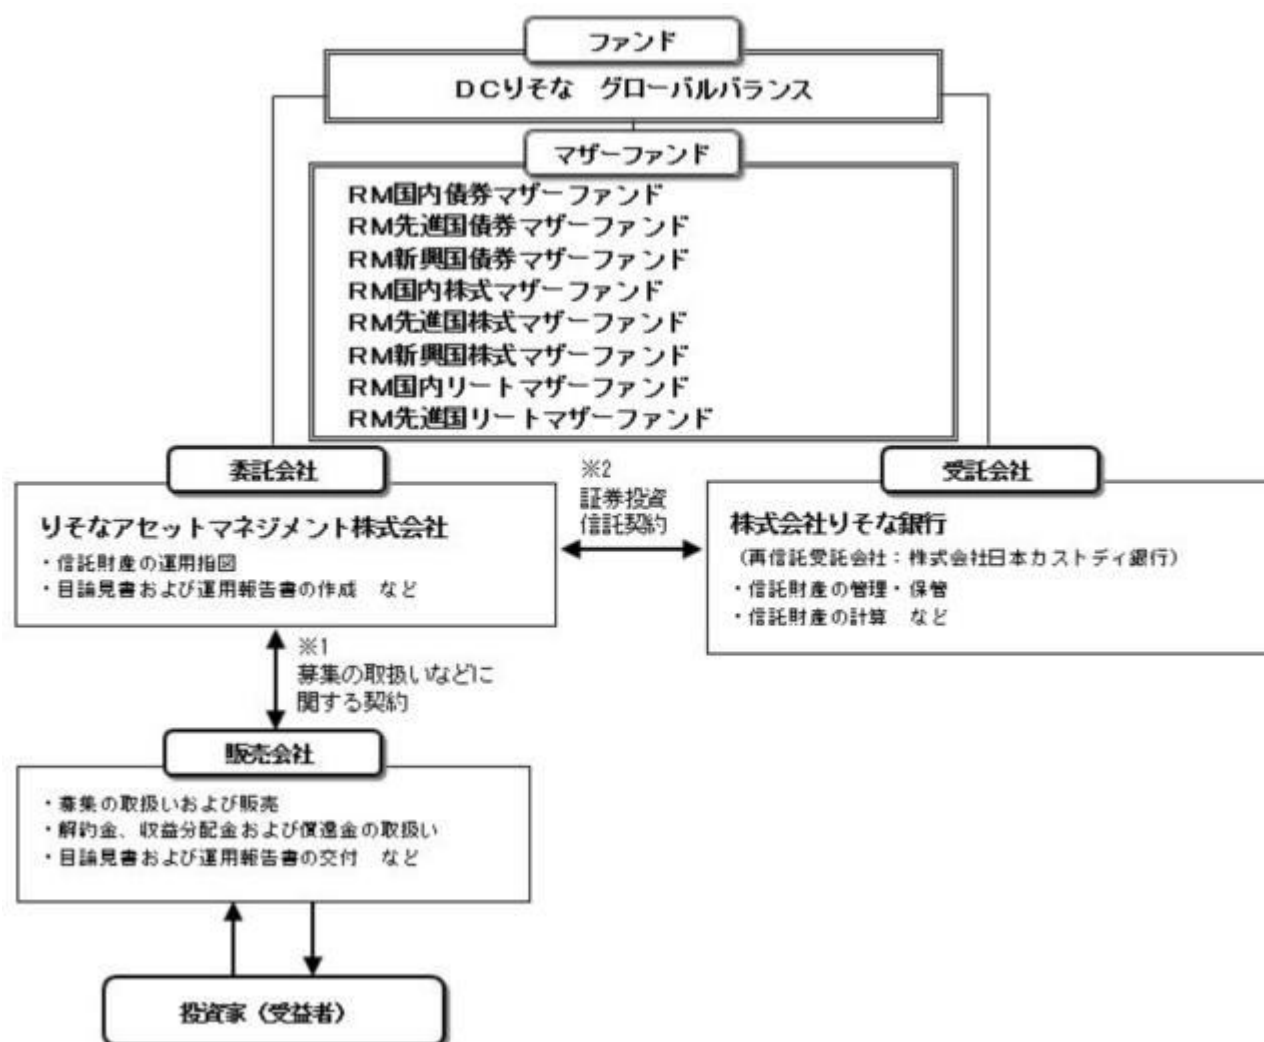 ファンド
DCりそな　グローバルバランス
マザーファンド
RM国内債券マザーファンド
RM先進国債券マザーファンド
RM新興国債券マザーファンド
RM国内株式マザーファンド
RM先進国株式マザーファンド
RM新興国株式マザーファンド
RM国内リートマザーファンド
RM先進国リートマザーファンド
委託会社
りそなアセットマネジメント株式会社
・信託財産の運用指図
・目論見書および運用報告書の作成　など
※2
証券投資
信託契約
受託会社
株式会社りそな銀行
（再信託受託会社：株式会社日本カストディ銀行）
・信託財産の管理・保管
・信託財産の計算　など
※1
募集の取扱いなどに
関する契約
販売会社
・募集の取扱いおよび販売
・解約金、収益分配金および償還金の取扱い
・目論見書および運用報告書の交付　など
投資家（受益者）